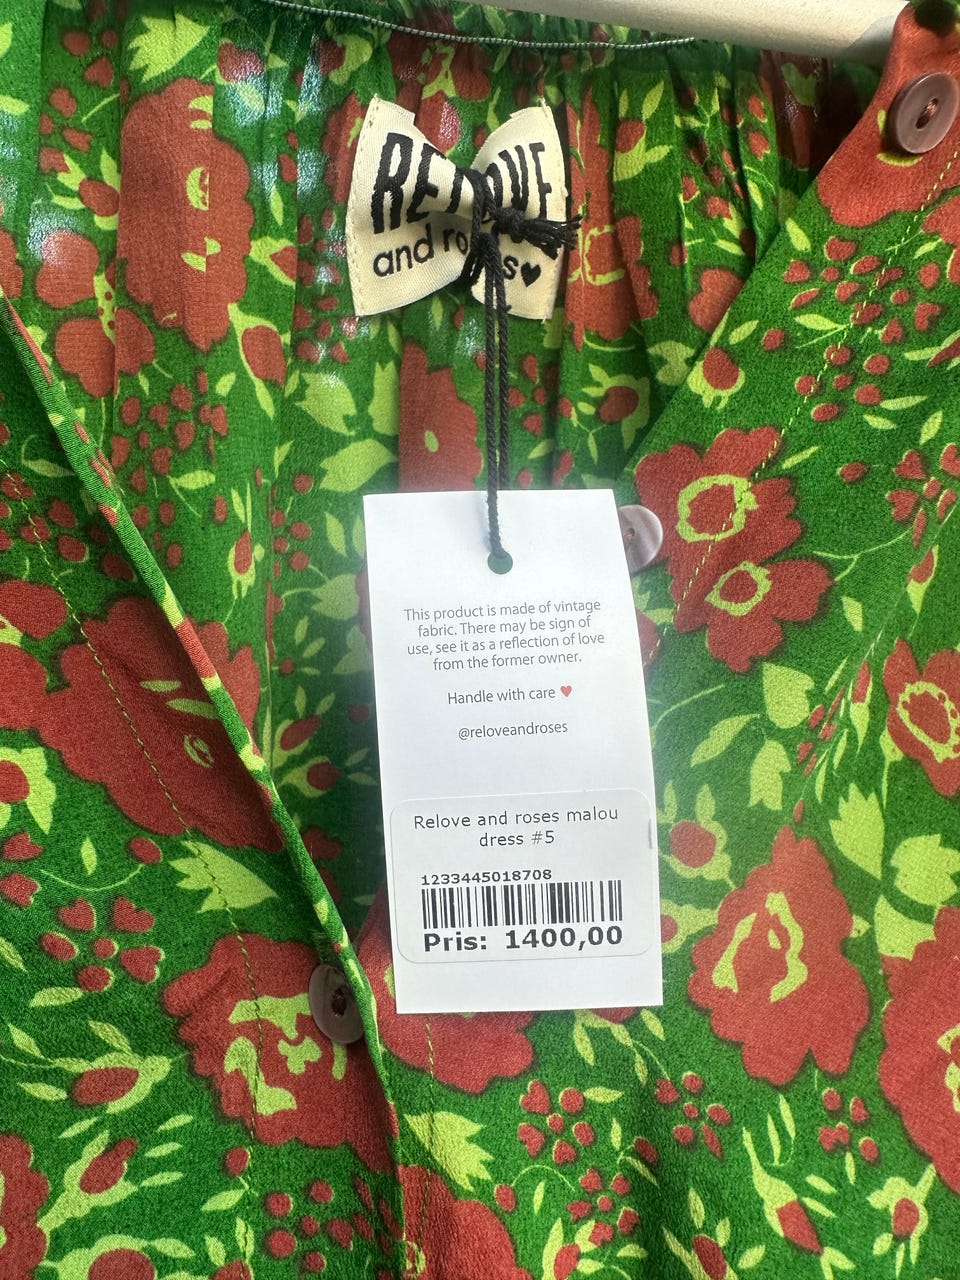 and
This product is made of vintage
fabric. There may be sign of
use, see it as a reflection of love
from the former owner.
Handle with care ♥
@reloveandroses
Relove and roses malou
dress #5
1233445018708
Pris: 1400,00